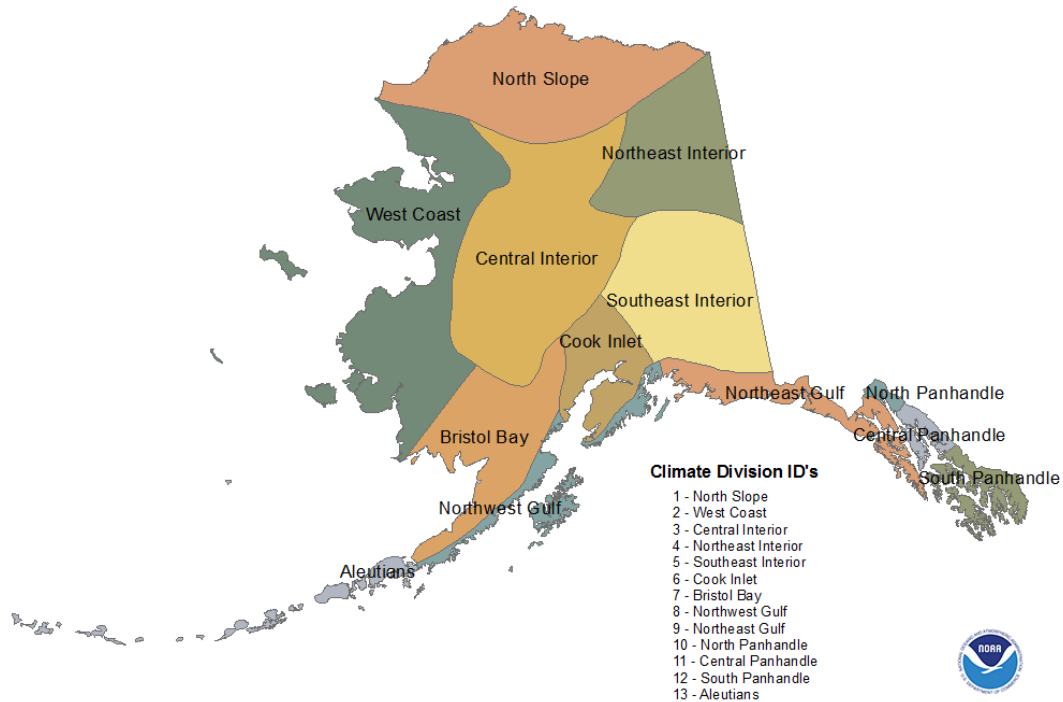 North Slope
Northeast Interior
West Coast
Central Interior
Southeast Interior
Cook Inlet
Northeast Gulf
North Panhandle
Bristol Bay
Central Panhandle
South Panhandle
Northwest Gulf
Aleutians
Climate Division ID's
1 - North Slope
2 - West Coast
3 - Central Interior
4 - Northeast Interior
5 - Southeast Interior
6 - Cook Inlet
7 - Bristol Bay
8 - Northwest Gulf
9 - Northeast Gulf
10 - North Panhandle
11 - Central Panhandle
12 - South Panhandle
13 - Aleutians
NOAA